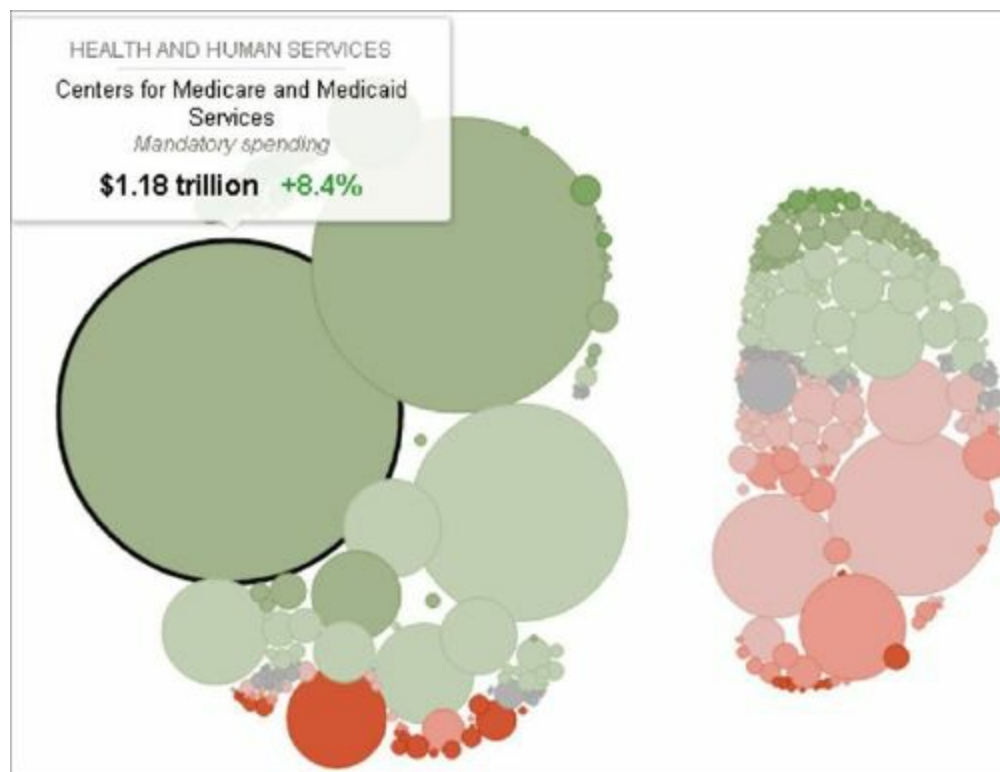 HEALTH AND HUMAN SERVICES
Centers for Medicare and Medicaid
Services
Mandatory spending
$1.18 trillion +8.4%